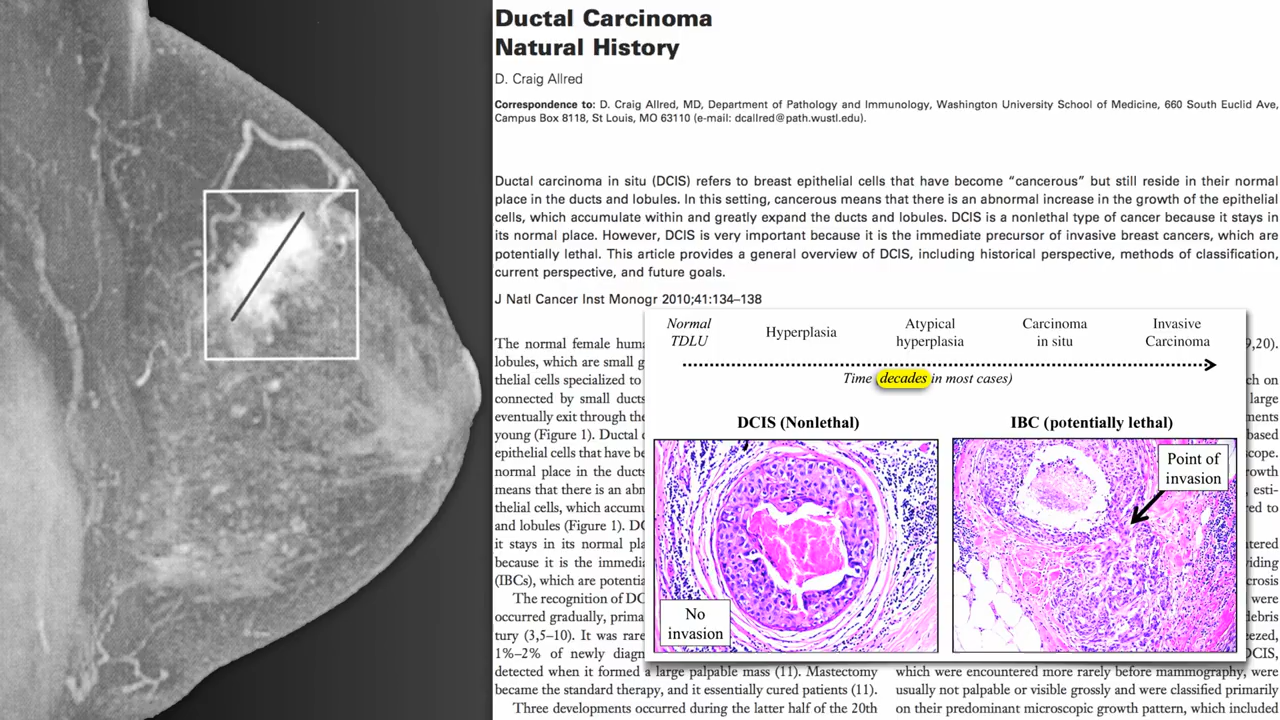 Ductal Carcinoma
Natural History
D. Craig Allred
Correspondence to: D. Craig Allred, MD, Department of Pathology and Immunology, Washington University School of Medicine, 660 South Euclid Ave,
Campus Box 8118, St Louis, MO 63110 (e-mail: dcallred@path.wustl.edu).
Ductal carcinoma in situ (DCIS) refers to breast epithelial cells that have become “cancerous” but still reside in their normal
place in the ducts and lobules. In this setting, cancerous means that there is an abnormal increase in the growth of the epithelial
cells, which accumulate within and greatly expand the ducts and lobules. DCIS is a nonlethal type of cancer because it stays in
its normal place. However, DCIS is very important because it is the immediate precursor of invasive breast cancers, which are
potentially lethal. This article provides a general overview of DCIS, including historical perspective, methods of classification,
current perspective, and future goals.
J Natl Cancer Inst Monogr 2010;41:134–138
Normal
TDLU
Hyperplasia
Atypical
hyperplasia
Carcinoma
in situ
Invasive
Carcinoma
Time (decades in most cases)
DCIS (Nonlethal)
IBC (potentially lethal)
No
invasion
Point of
invasion
The normal female
lobules, which are small
thelial cells specialized to
connected by small ducts
eventually exit through the
young (Figure 1). Ductal
epithelial cells that have
normal place in the ducts
means that there is an
thelial cells, which
and lobules (Figure 1).
it stays in its normal
because it is the
(IBCs), which are
The recognition of
occurred gradually,
tury (3,5–10). It was
1%–2% of newly
detected when it formed a large palpable mass (11). Mastectomy
became the standard therapy, and it essentially cured patients (11).
Three developments occurred during the latter half of the 20th
9,20).
on
large
were
which were encountered more rarely before mammography, were
usually not palpable or visible grossly and were classified primarily
on their predominant microscopic growth pattern, which included